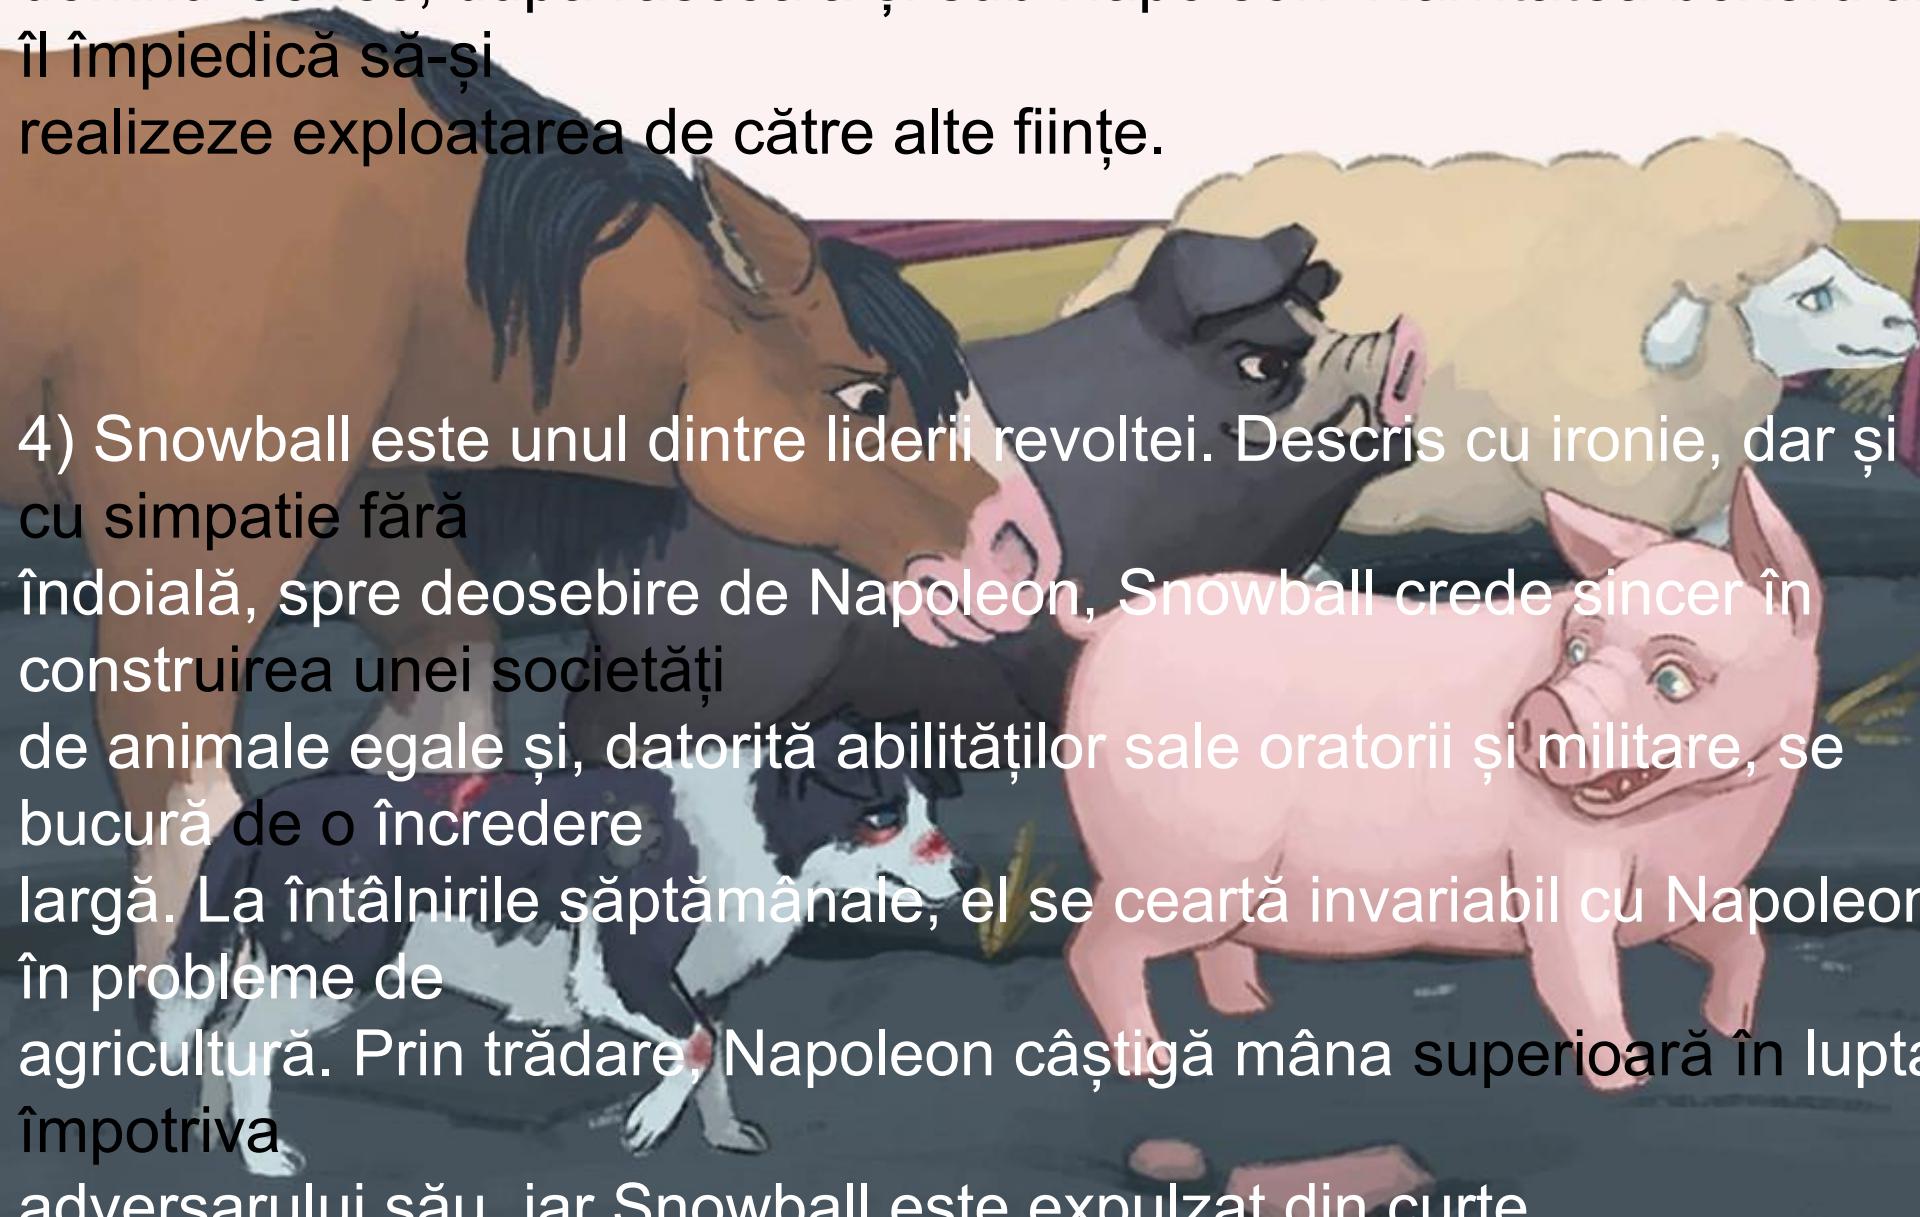 îl împiedică să-și
realizeze exploatarea de către alte ființe.
4) Snowball este unul dintre liderii revoltei. Descris cu ironie, dar și
cu simpatie fără
îndoială, spre deosebire de Napoleon, Snowball crede sincer în
construirea unei societăți
de animale egale și, datorită abilităților sale oratorii și militare, se
bucură de o încredere
largă. La întâlnirile săptămânale, el se ceartă invariabil cu Napoleon
în probleme de
agricultură. Prin trădare, Napoleon câștigă mâna superioară în lupta
împotriva
adversarului său, iar Snowball este expulzat din curte